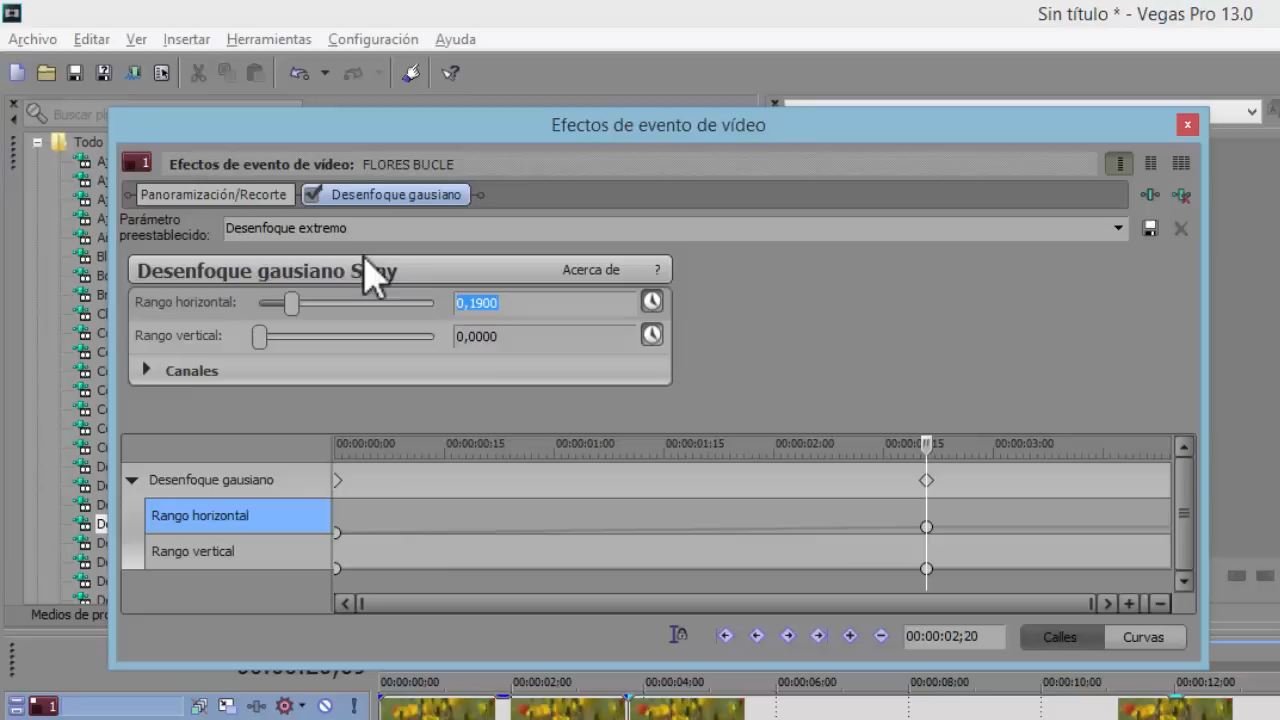 Sin título * - Vegas Pro 13.0
Archivo Editar Ver Insertar Herramientas Configuración Ayuda
Efectos de evento de vídeo
Todo
1 Efectos de evento de vídeo: FLORES BUCLE
Panoramización/Recorte Desenfoque gausiano
Parámetro
preestablecido: Desenfoque extremo
Desenfoque gausiano Acerca de ?
Rango horizontal: 0,1900
Rango vertical: 0,0000
Canales
00:00:00;00 00:00:00;15 00:00:01;00 00:00:01;15 00:00:02;00 00:00:03;00
Desenfoque gausiano
Rango horizontal
Rango vertical
00:00:02;20 Calles Curvas
00:00:00;00 00:00:02;00 00:00:04;00 00:00:06;00 00:00:08;00 00:00:10;00 00:00:12;00
1